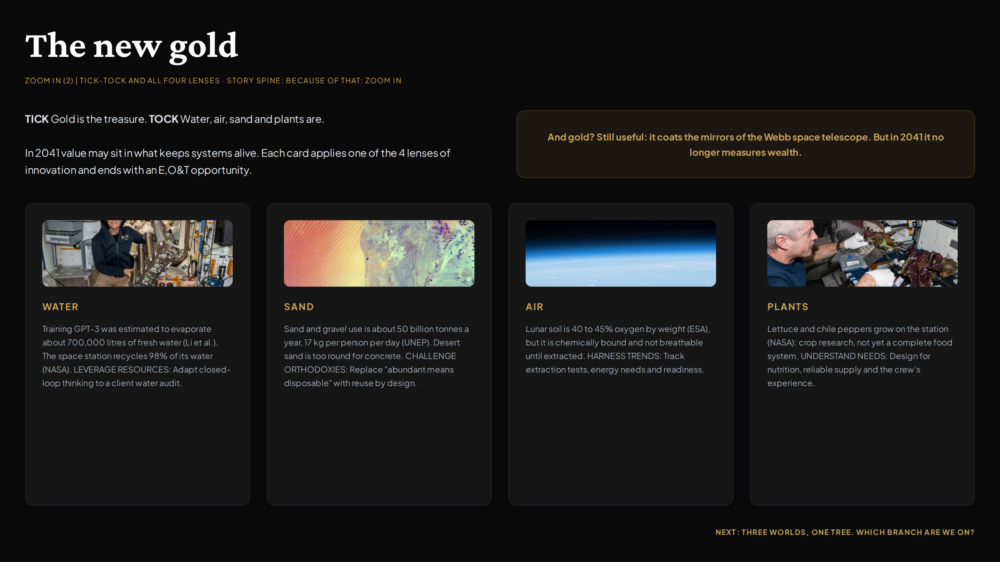 The new gold
ZOOM IN (2) | TICK-TOCK AND ALL FOUR LENSES · STORY SPINE: BECAUSE OF THAT: ZOOM IN
TICK Gold is the treasure. TOCK Water, air, sand and plants are.
In 2041 value may sit in what keeps systems alive. Each card applies one of the 4 lenses of
innovation and ends with an E,O&T opportunity.
And gold? Still useful: it coats the mirrors of the Webb space telescope. But in 2041 it no
longer measures wealth.
WATER
Training GPT-3 was estimated to evaporate
about 700,000 litres of fresh water (Li et al.).
The space station recycles 98% of its water
(NASA). LEVERAGE RESOURCES: Adapt closed-
loop thinking to a client water audit.
SAND
Sand and gravel use is about 50 billion tonnes a
year, 17 kg per person per day (UNEP). Desert
sand is too round for concrete. CHALLENGE
ORTHODOXIES: Replace "abundant means
disposable" with reuse by design.
AIR
Lunar soil is 40 to 45% oxygen by weight (ESA),
but it is chemically bound and not breathable
until extracted. HARNESS TRENDS: Track
extraction tests, energy needs and readiness.
PLANTS
Lettuce and chile peppers grow on the station
(NASA): crop research, not yet a complete food
system. UNDERSTAND NEEDS: Design for
nutrition, reliable supply and the crew's
experience.
NEXT: THREE WORLDS, ONE TREE. WHICH BRANCH ARE WE ON?